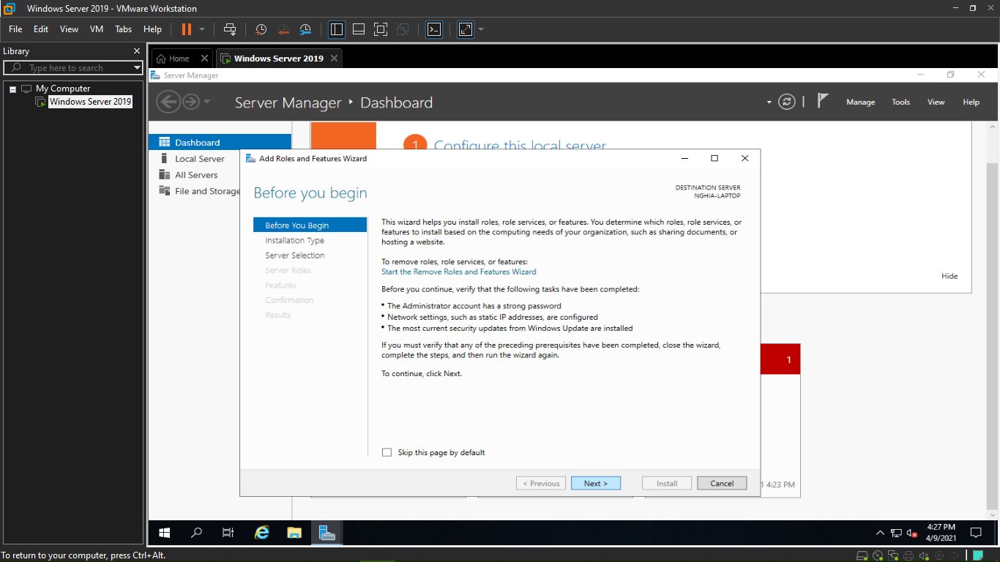 Windows Server 2019 - VMware Workstation
File Edit View VM Tabs Help
Library
Type here to search
My Computer
Windows Server 2019
Home
Windows Server 2019
Server Manager
Server Manager Dashboard
Manage Tools View Help
Dashboard
Local Server
All Servers
File and Storage
1 Configure this local server
Hide
1
1 4:23 PM
Add Roles and Features Wizard
Before you begin
DESTINATION SERVER
NGHIA-LAPTOP
Before You Begin
Installation Type
Server Selection
Server Roles
Features
Confirmation
Results
This wizard helps you install roles, role services, or features. You determine which roles, role services, or
features to install based on the computing needs of your organization, such as sharing documents, or
hosting a website.
To remove roles, role services, or features:
Start the Remove Roles and Features Wizard
Before you continue, verify that the following tasks have been completed:
• The Administrator account has a strong password
• Network settings, such as static IP addresses, are configured
• The most current security updates from Windows Update are installed
If you must verify that any of the preceding prerequisites have been completed, close the wizard,
complete the steps, and then run the wizard again.
To continue, click Next.
Skip this page by default
< Previous Next > Install Cancel
4:27 PM
4/9/2021
To return to your computer, press Ctrl+Alt.